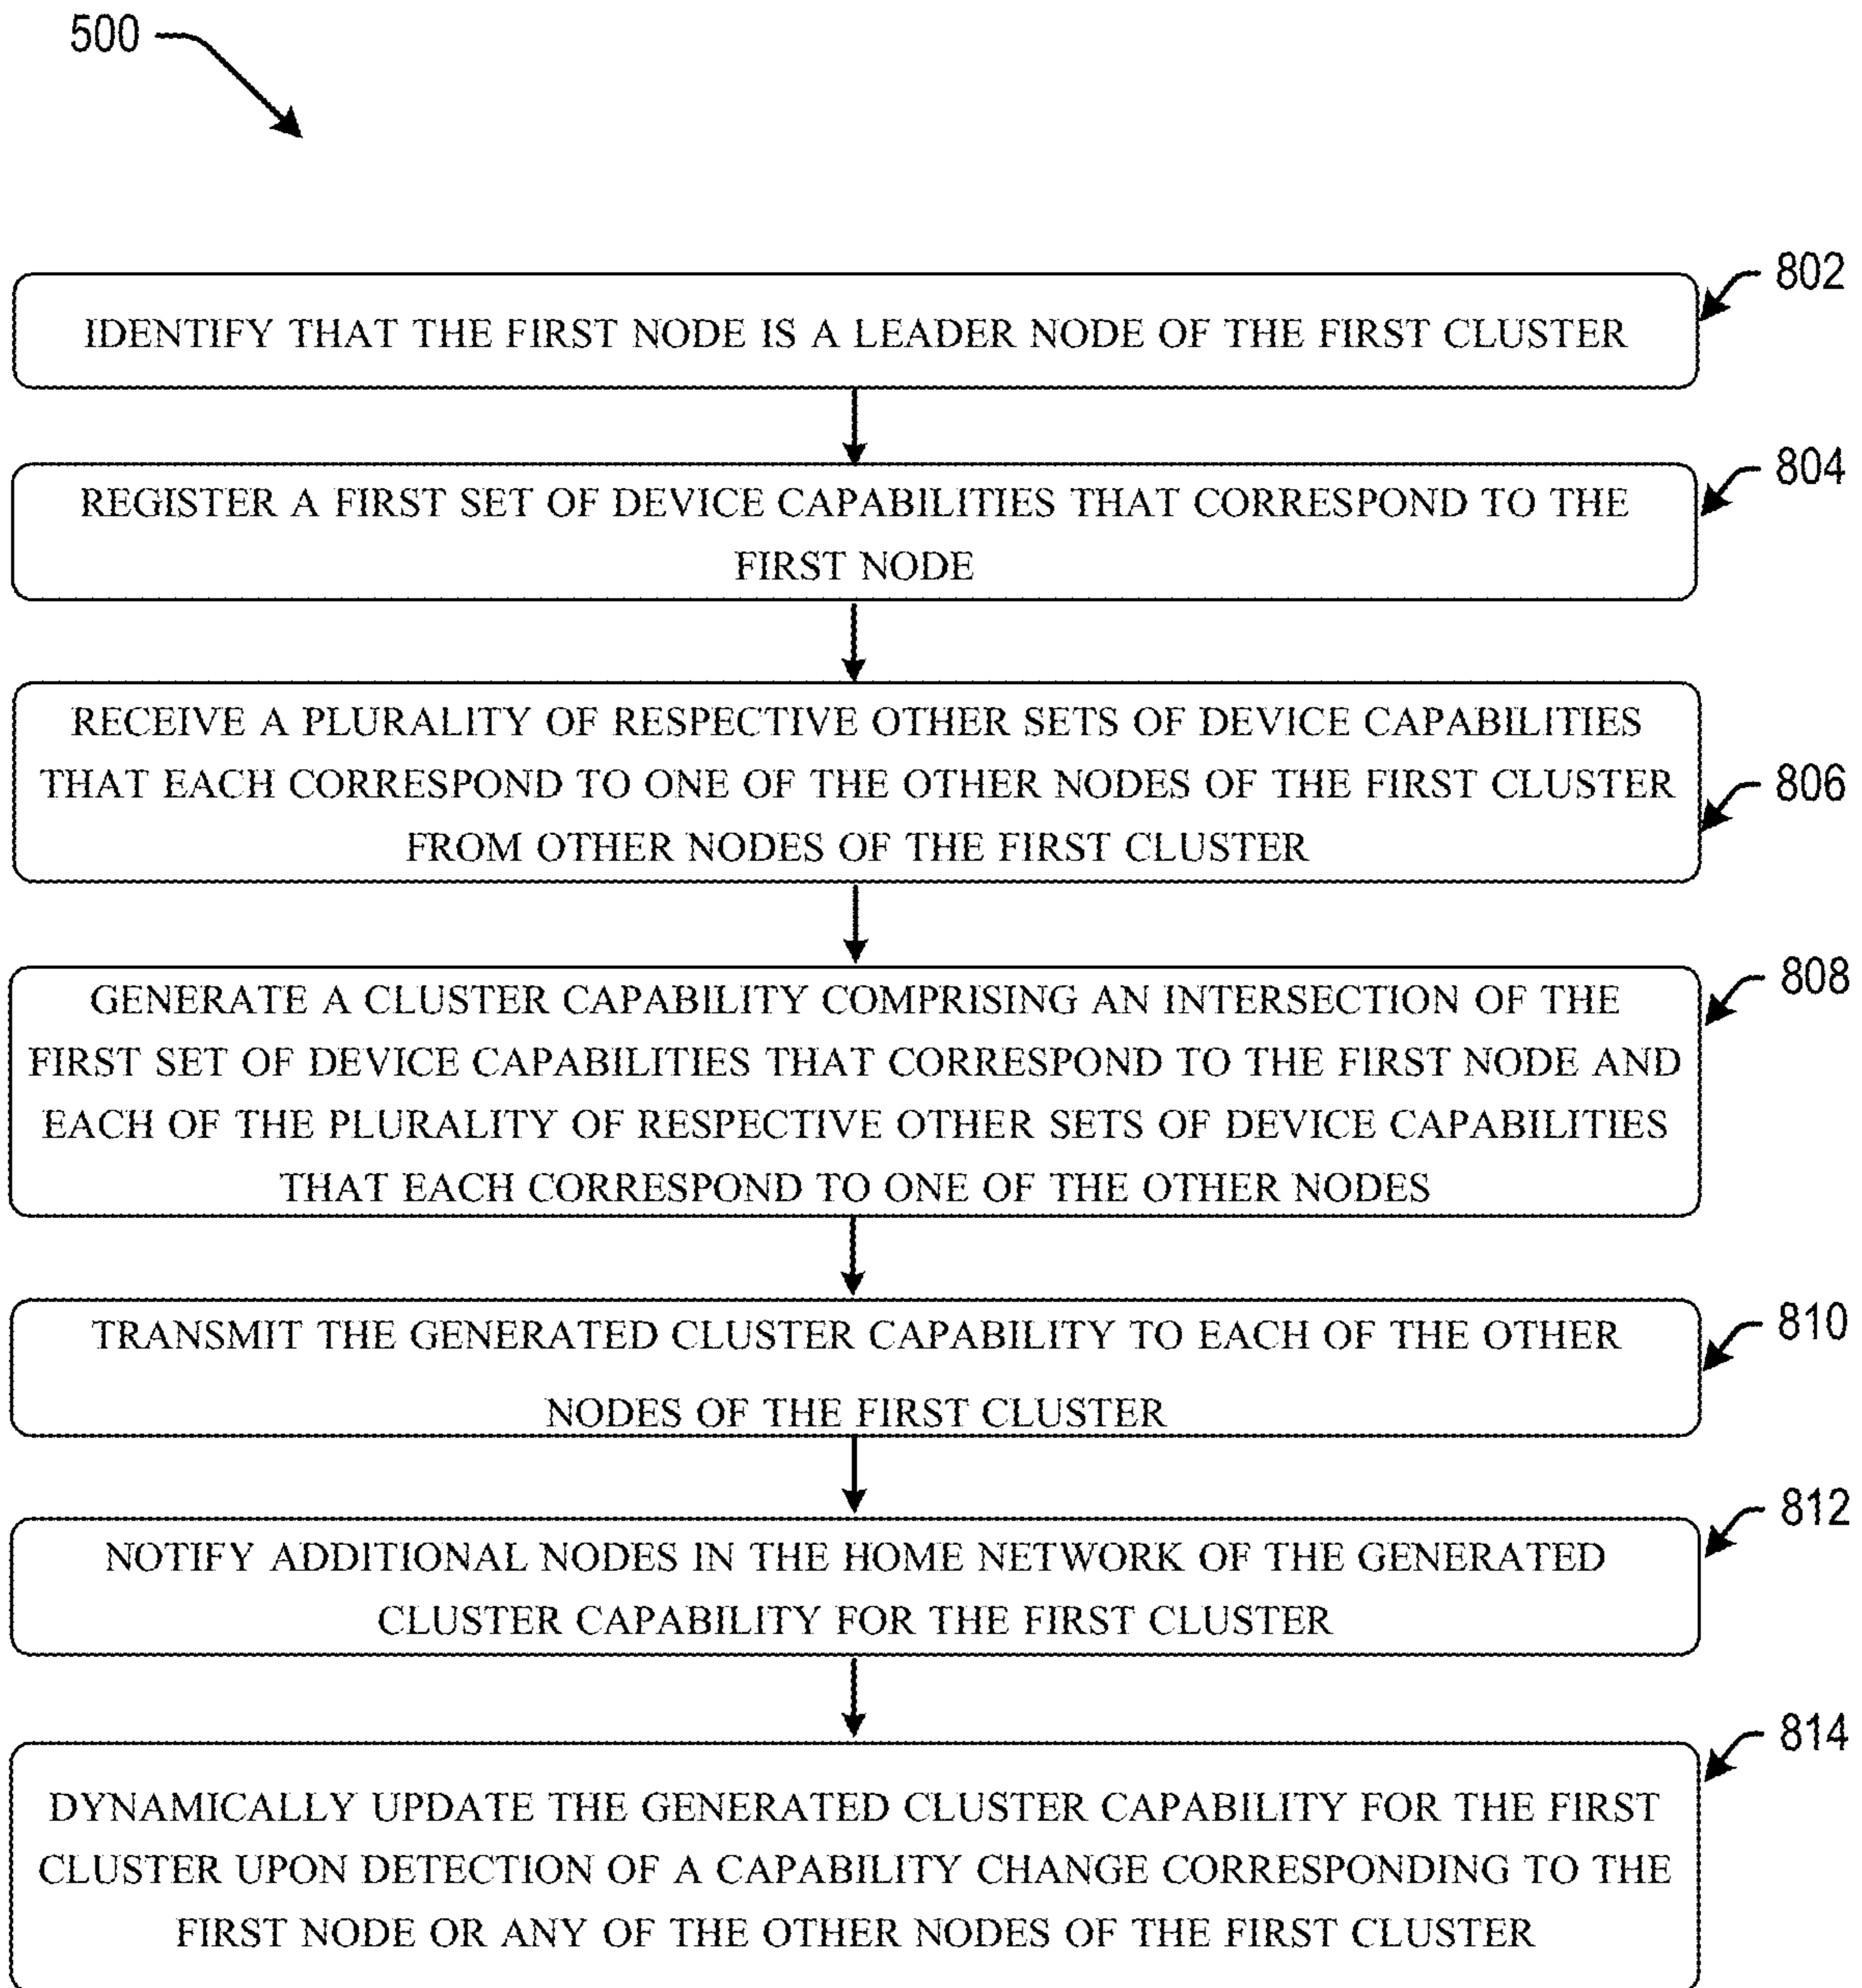 500
802
IDENTIFY THAT THE FIRST NODE IS A LEADER NODE OF THE FIRST CLUSTER
804
REGISTER A FIRST SET OF DEVICE CAPABILITIES THAT CORRESPOND TO THE
FIRST NODE
RECEIVE A PLURALITY OF RESPECTIVE OTHER SETS OF DEVICE CAPABILITIES
THAT EACH CORRESPOND TO ONE OF THE OTHER NODES OF THE FIRST CLUSTER
806
FROM OTHER NODES OF THE FIRST CLUSTER
808
GENERATE A CLUSTER CAPABILITY COMPRISING AN INTERSECTION OF THE
FIRST SET OF DEVICE CAPABILITIES THAT CORRESPOND TO THE FIRST NODE AND
EACH OF THE PLURALITY OF RESPECTIVE OTHER SETS OF DEVICE CAPABILITIES
THAT EACH CORRESPOND TO ONE OF THE OTHER NODES
810
TRANSMIT THE GENERATED CLUSTER CAPABILITY TO EACH OF THE OTHER
NODES OF THE FIRST CLUSTER
812
NOTIFY ADDITIONAL NODES IN THE HOME NETWORK OF THE GENERATED
CLUSTER CAPABILITY FOR THE FIRST CLUSTER
814
DYNAMICALLY UPDATE THE GENERATED CLUSTER CAPABILITY FOR THE FIRST
CLUSTER UPON DETECTION OF A CAPABILITY CHANGE CORRESPONDING TO THE
FIRST NODE OR ANY OF THE OTHER NODES OF THE FIRST CLUSTER